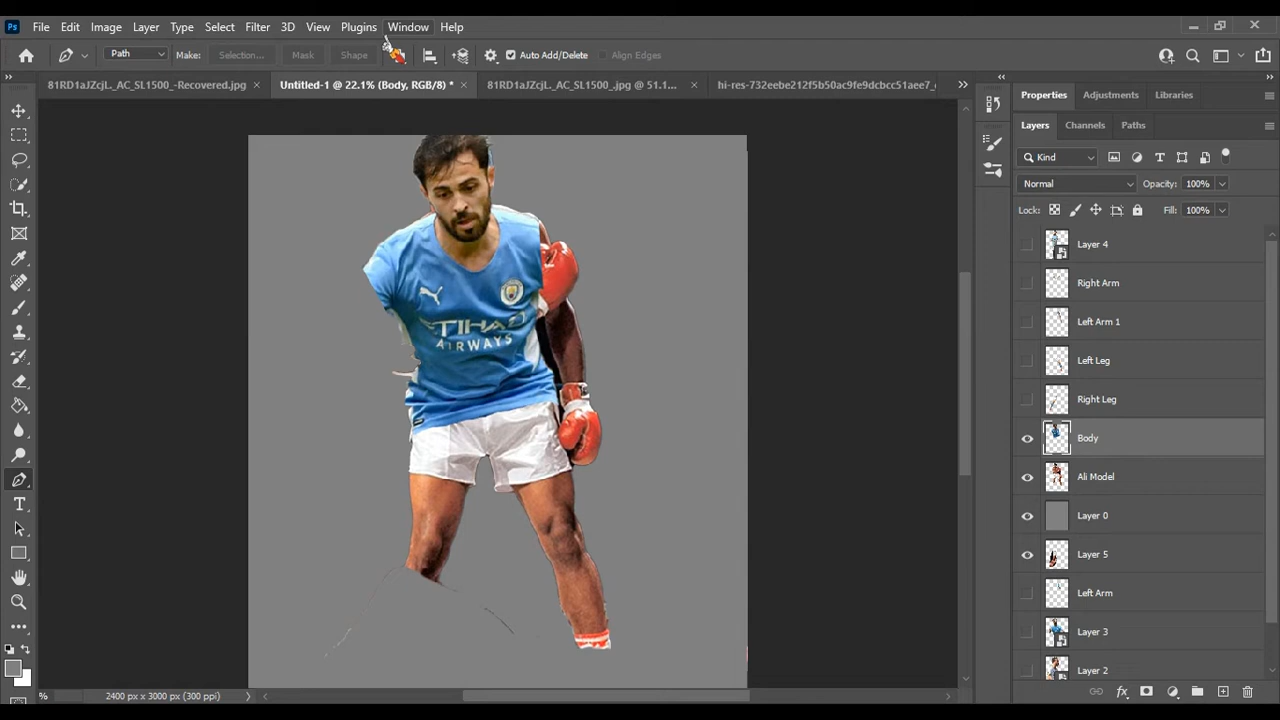 Ps File Edit Image Layer Type Select Filter 3D View Plugins Window Help
Path Make: Selection... Mask Shape Auto Add/Delete Align Edges
81RD1aJZcjL._AC_SL1500_-Recovered.jpg Untitled-1 @ 22.1% (Body, RGB/8) * 81RD1aJZcjL._AC_SL1500_.jpg @ 51.1... hi-res-732eebe212f5b50ac9fe9dcbcc51aee7_c
Properties Adjustments Libraries
Layers Channels Paths
Kind
Normal Opacity: 100%
Lock: Fill: 100%
Layer 4
Right Arm
Left Arm 1
Left Leg
Right Leg
Body
Ali Model
Layer 0
Layer 5
Left Arm
Layer 3
Layer 2
ETIHAD
AIRWAYS
% 2400 px x 3000 px (300 ppi)